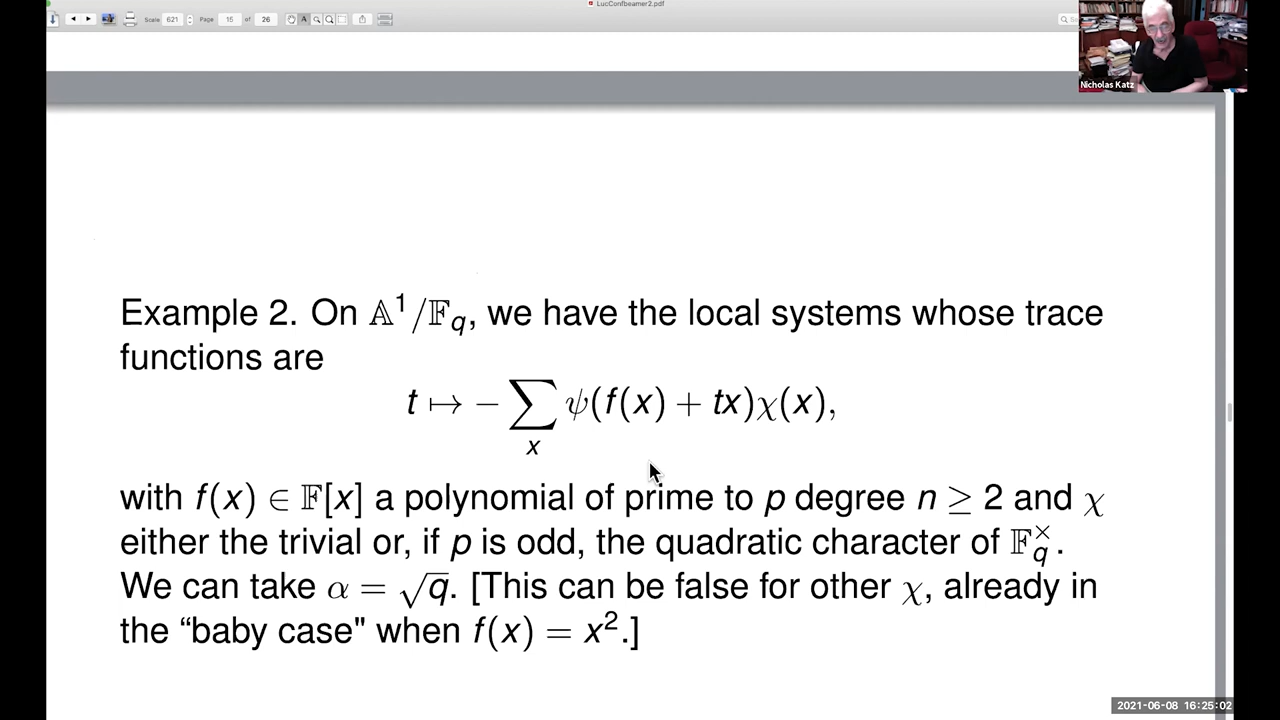 LucConfbeamer2.pdf
Scale 621 Page 15 of 26
Nicholas Katz
Example 2. On 𝔸¹/𝔽_q, we have the local systems whose trace
functions are
t ↦ − ∑_x ψ(f(x) + tx)χ(x),
with f(x) ∈ 𝔽[x] a polynomial of prime to p degree n ≥ 2 and χ
either the trivial or, if p is odd, the quadratic character of 𝔽_q^×.
We can take α = √q. [This can be false for other χ, already in
the “baby case" when f(x) = x².]
2021-06-08 16:25:02